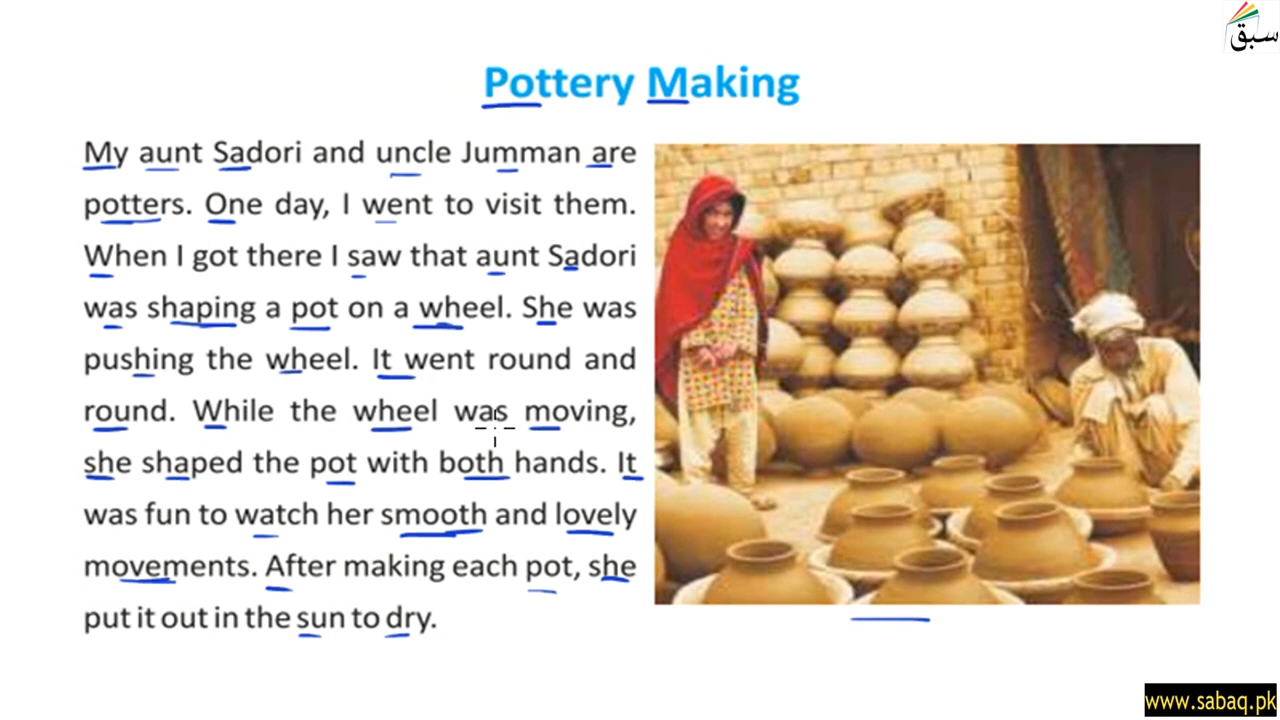 سبق
Pottery Making
My aunt Sadori and uncle Jumman are
potters. One day, I went to visit them.
When I got there I saw that aunt Sadori
was shaping a pot on a wheel. She was
pushing the wheel. It went round and
round. While the wheel was moving,
she shaped the pot with both hands. It
was fun to watch her smooth and lovely
movements. After making each pot, she
put it out in the sun to dry.
www.sabaq.pk